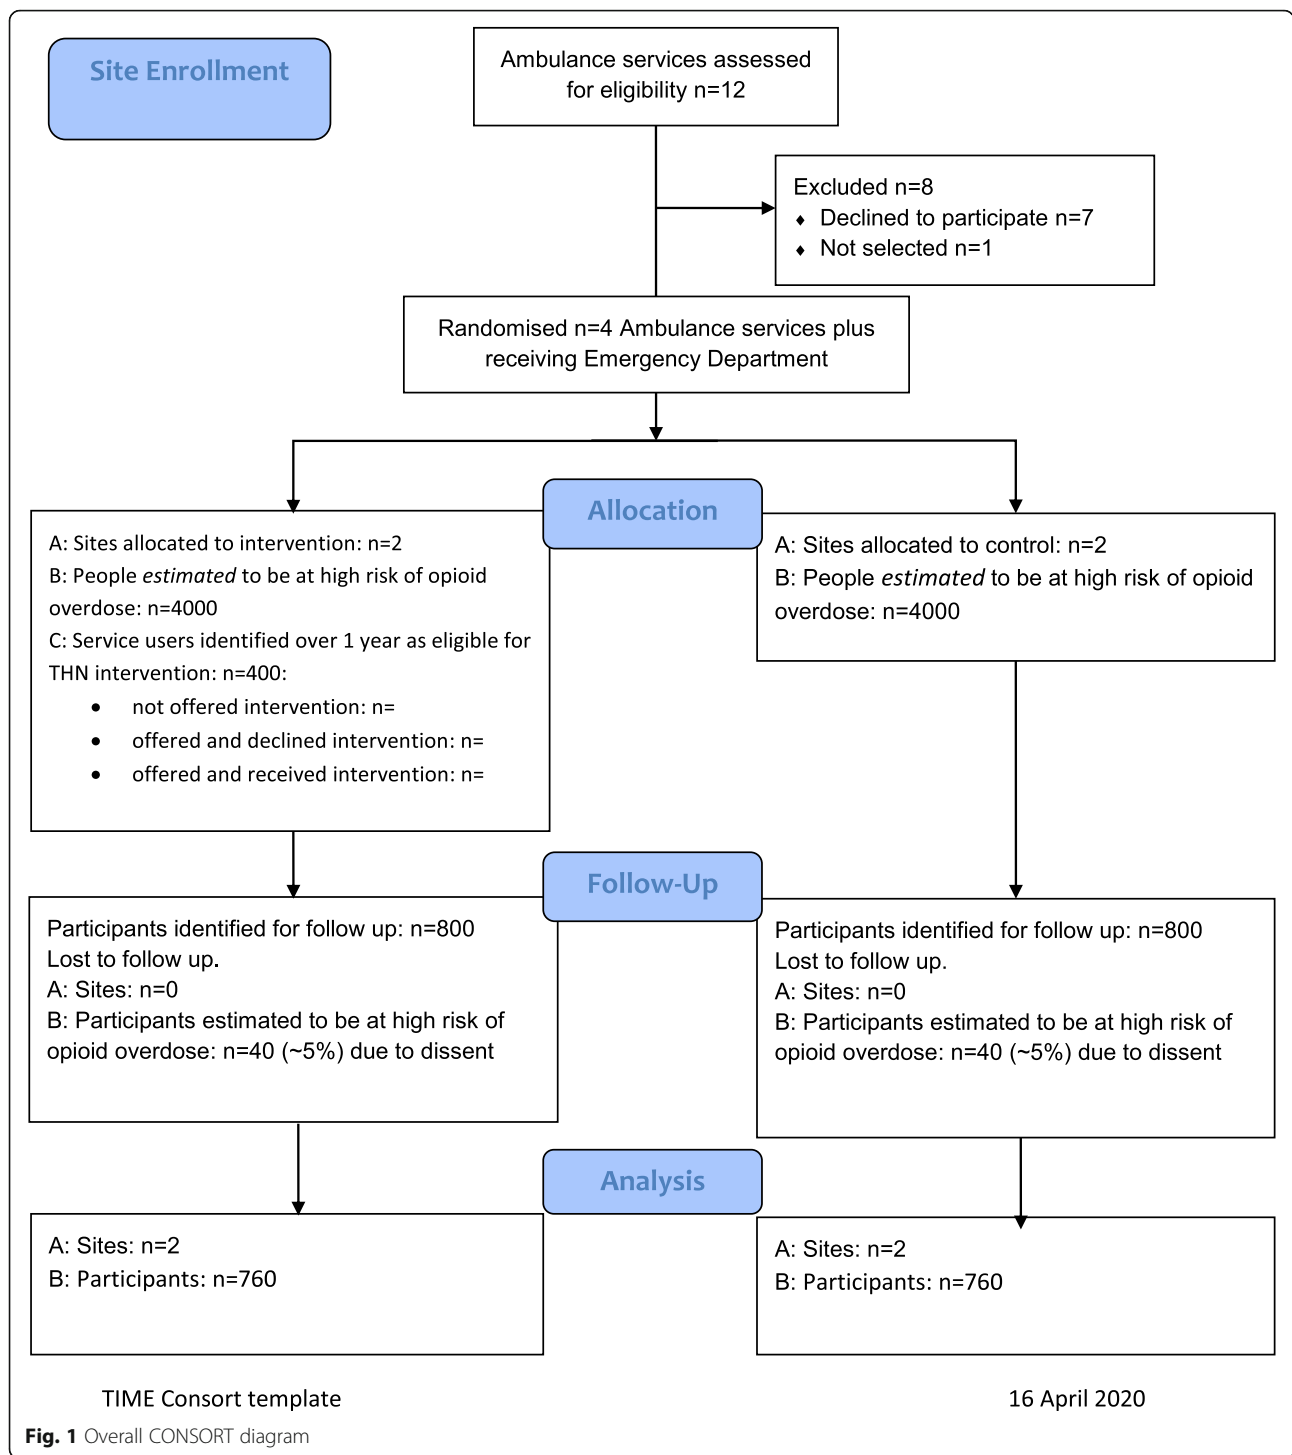 Site Enrollment
Ambulance services assessed
for eligibility n=12
Excluded n=8
♦ Declined to participate n=7
♦ Not selected n=1
Randomised n=4 Ambulance services plus
receiving Emergency Department
Allocation
A: Sites allocated to intervention: n=2
B: People estimated to be at high risk of opioid
overdose: n=4000
C: Service users identified over 1 year as eligible for
THN intervention: n=400:
• not offered intervention: n=
• offered and declined intervention: n=
• offered and received intervention: n=
A: Sites allocated to control: n=2
B: People estimated to be at high risk of opioid
overdose: n=4000
Follow-Up
Participants identified for follow up: n=800
Lost to follow up.
A: Sites: n=0
B: Participants estimated to be at high risk of
opioid overdose: n=40 (~5%) due to dissent
Participants identified for follow up: n=800
Lost to follow up.
A: Sites: n=0
B: Participants estimated to be at high risk of
opioid overdose: n=40 (~5%) due to dissent
Analysis
A: Sites: n=2
B: Participants: n=760
A: Sites: n=2
B: Participants: n=760
TIME Consort template
16 April 2020
Fig. 1 Overall CONSORT diagram